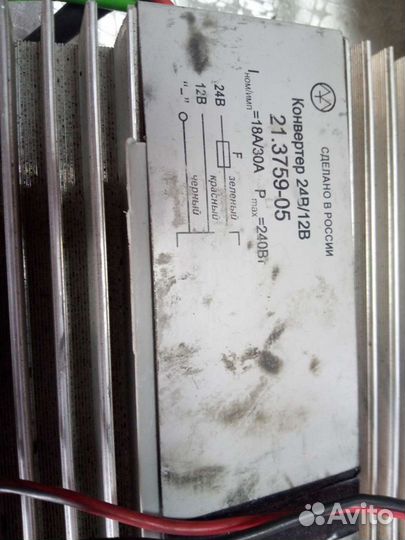 СДЕЛАНО В РОССИИ
Конвертер 24В/12В
21.3759-05
Iном/имп =18А/30А Pmax =240Вт
F
24В зеленый
12В красный
"–" черный
Avito